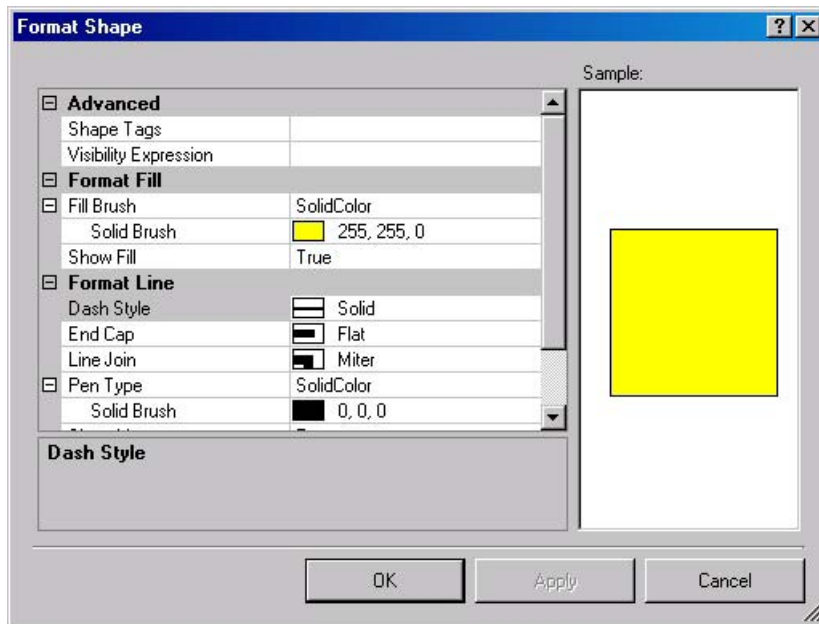 Format Shape
Sample:
Advanced
Shape Tags
Visibility Expression
Format Fill
Fill Brush SolidColor
Solid Brush 255, 255, 0
Show Fill True
Format Line
Dash Style Solid
End Cap Flat
Line Join Miter
Pen Type SolidColor
Solid Brush 0, 0, 0
Dash Style
OK Apply Cancel